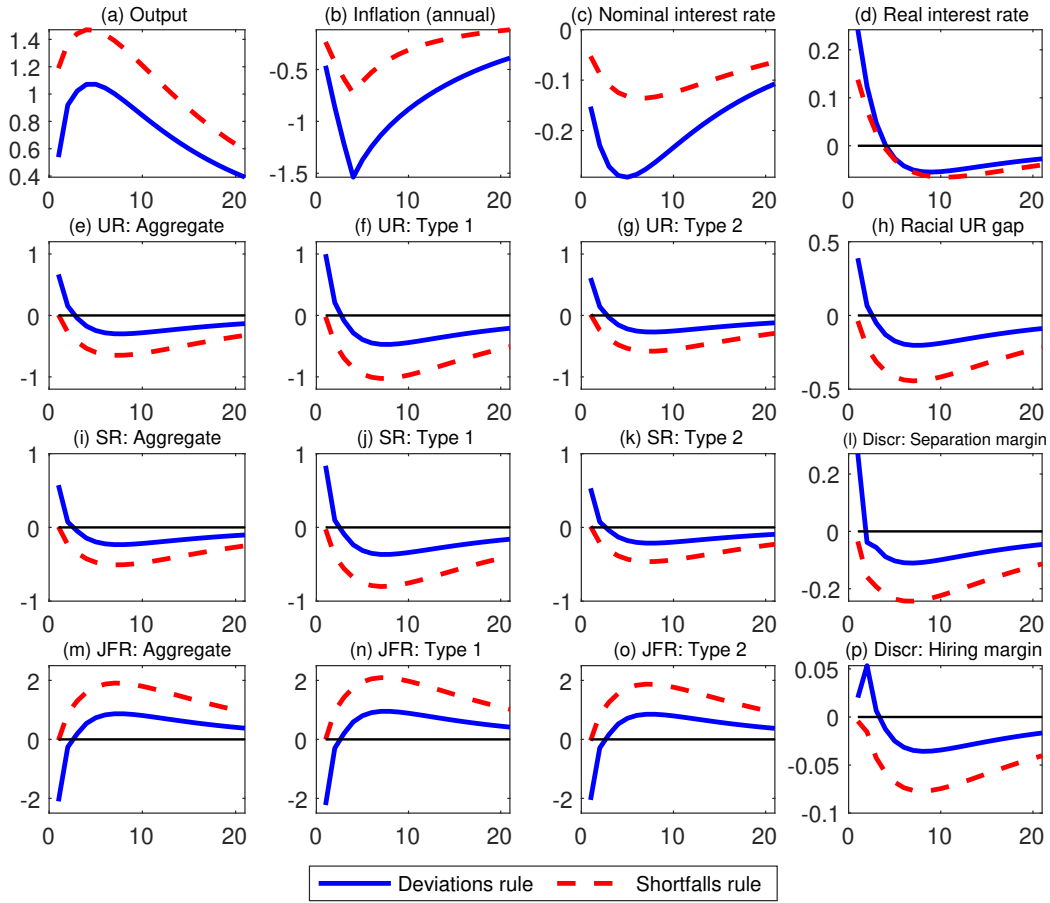 (a) Output
(b) Inflation (annual)
(c) Nominal interest rate
(d) Real interest rate
1.4
1.2
1
0.8
0.6
0.4
0 10 20
-0.5
-1
-1.5
0 10 20
0
-0.1
-0.2
0 10 20
0.2
0.1
0
0 10 20
(e) UR: Aggregate
(f) UR: Type 1
(g) UR: Type 2
(h) Racial UR gap
1
0
-1
0 10 20
1
0
-1
0 10 20
1
0
-1
0 10 20
0.5
0
-0.5
0 10 20
(i) SR: Aggregate
(j) SR: Type 1
(k) SR: Type 2
(l) Discr: Separation margin
1
0
-1
0 10 20
1
0
-1
0 10 20
1
0
-1
0 10 20
0.2
0
-0.2
0 10 20
(m) JFR: Aggregate
(n) JFR: Type 1
(o) JFR: Type 2
(p) Discr: Hiring margin
2
0
-2
0 10 20
2
0
-2
0 10 20
2
0
-2
0 10 20
0.05
0
-0.05
-0.1
0 10 20
Deviations rule
Shortfalls rule